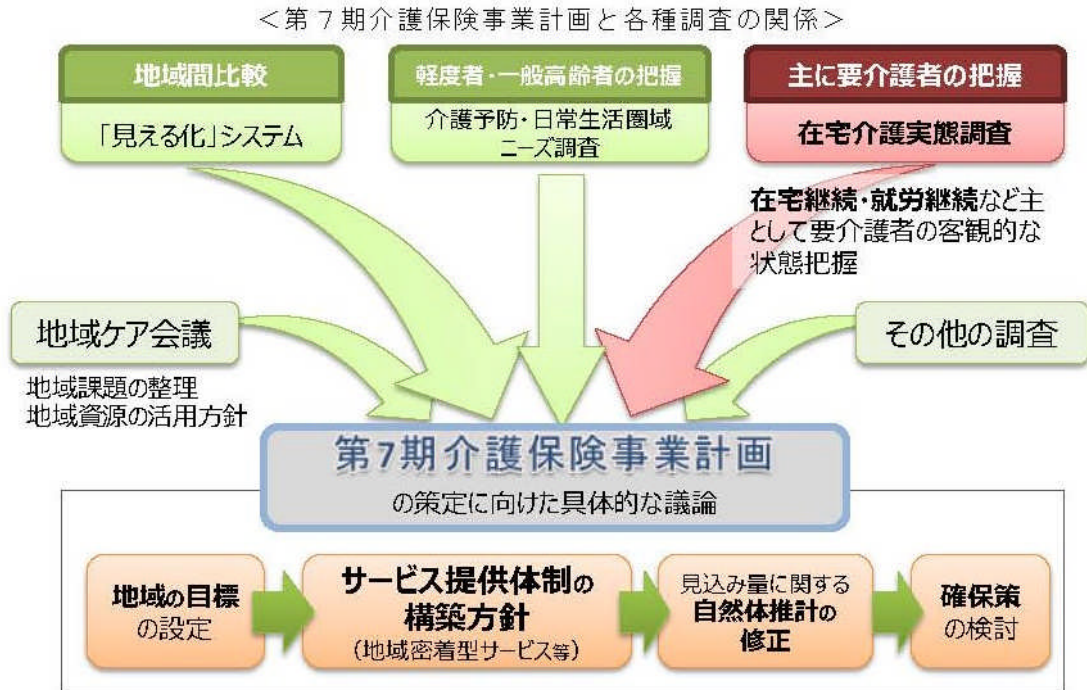 ＜第７期介護保険事業計画と各種調査の関係＞
地域間比較
「見える化」システム
軽度者・一般高齢者の把握
介護予防・日常生活圏域
ニーズ調査
主に要介護者の把握
在宅介護実態調査
在宅継続・就労継続など主
として要介護者の客観的な
状態把握
地域ケア会議
地域課題の整理
地域資源の活用方針
その他の調査
第7期介護保険事業計画
の策定に向けた具体的な議論
地域の目標
の設定
サービス提供体制の
構築方針
（地域密着型サービス等）
見込み量に関する
自然体推計の
修正
確保策
の検討